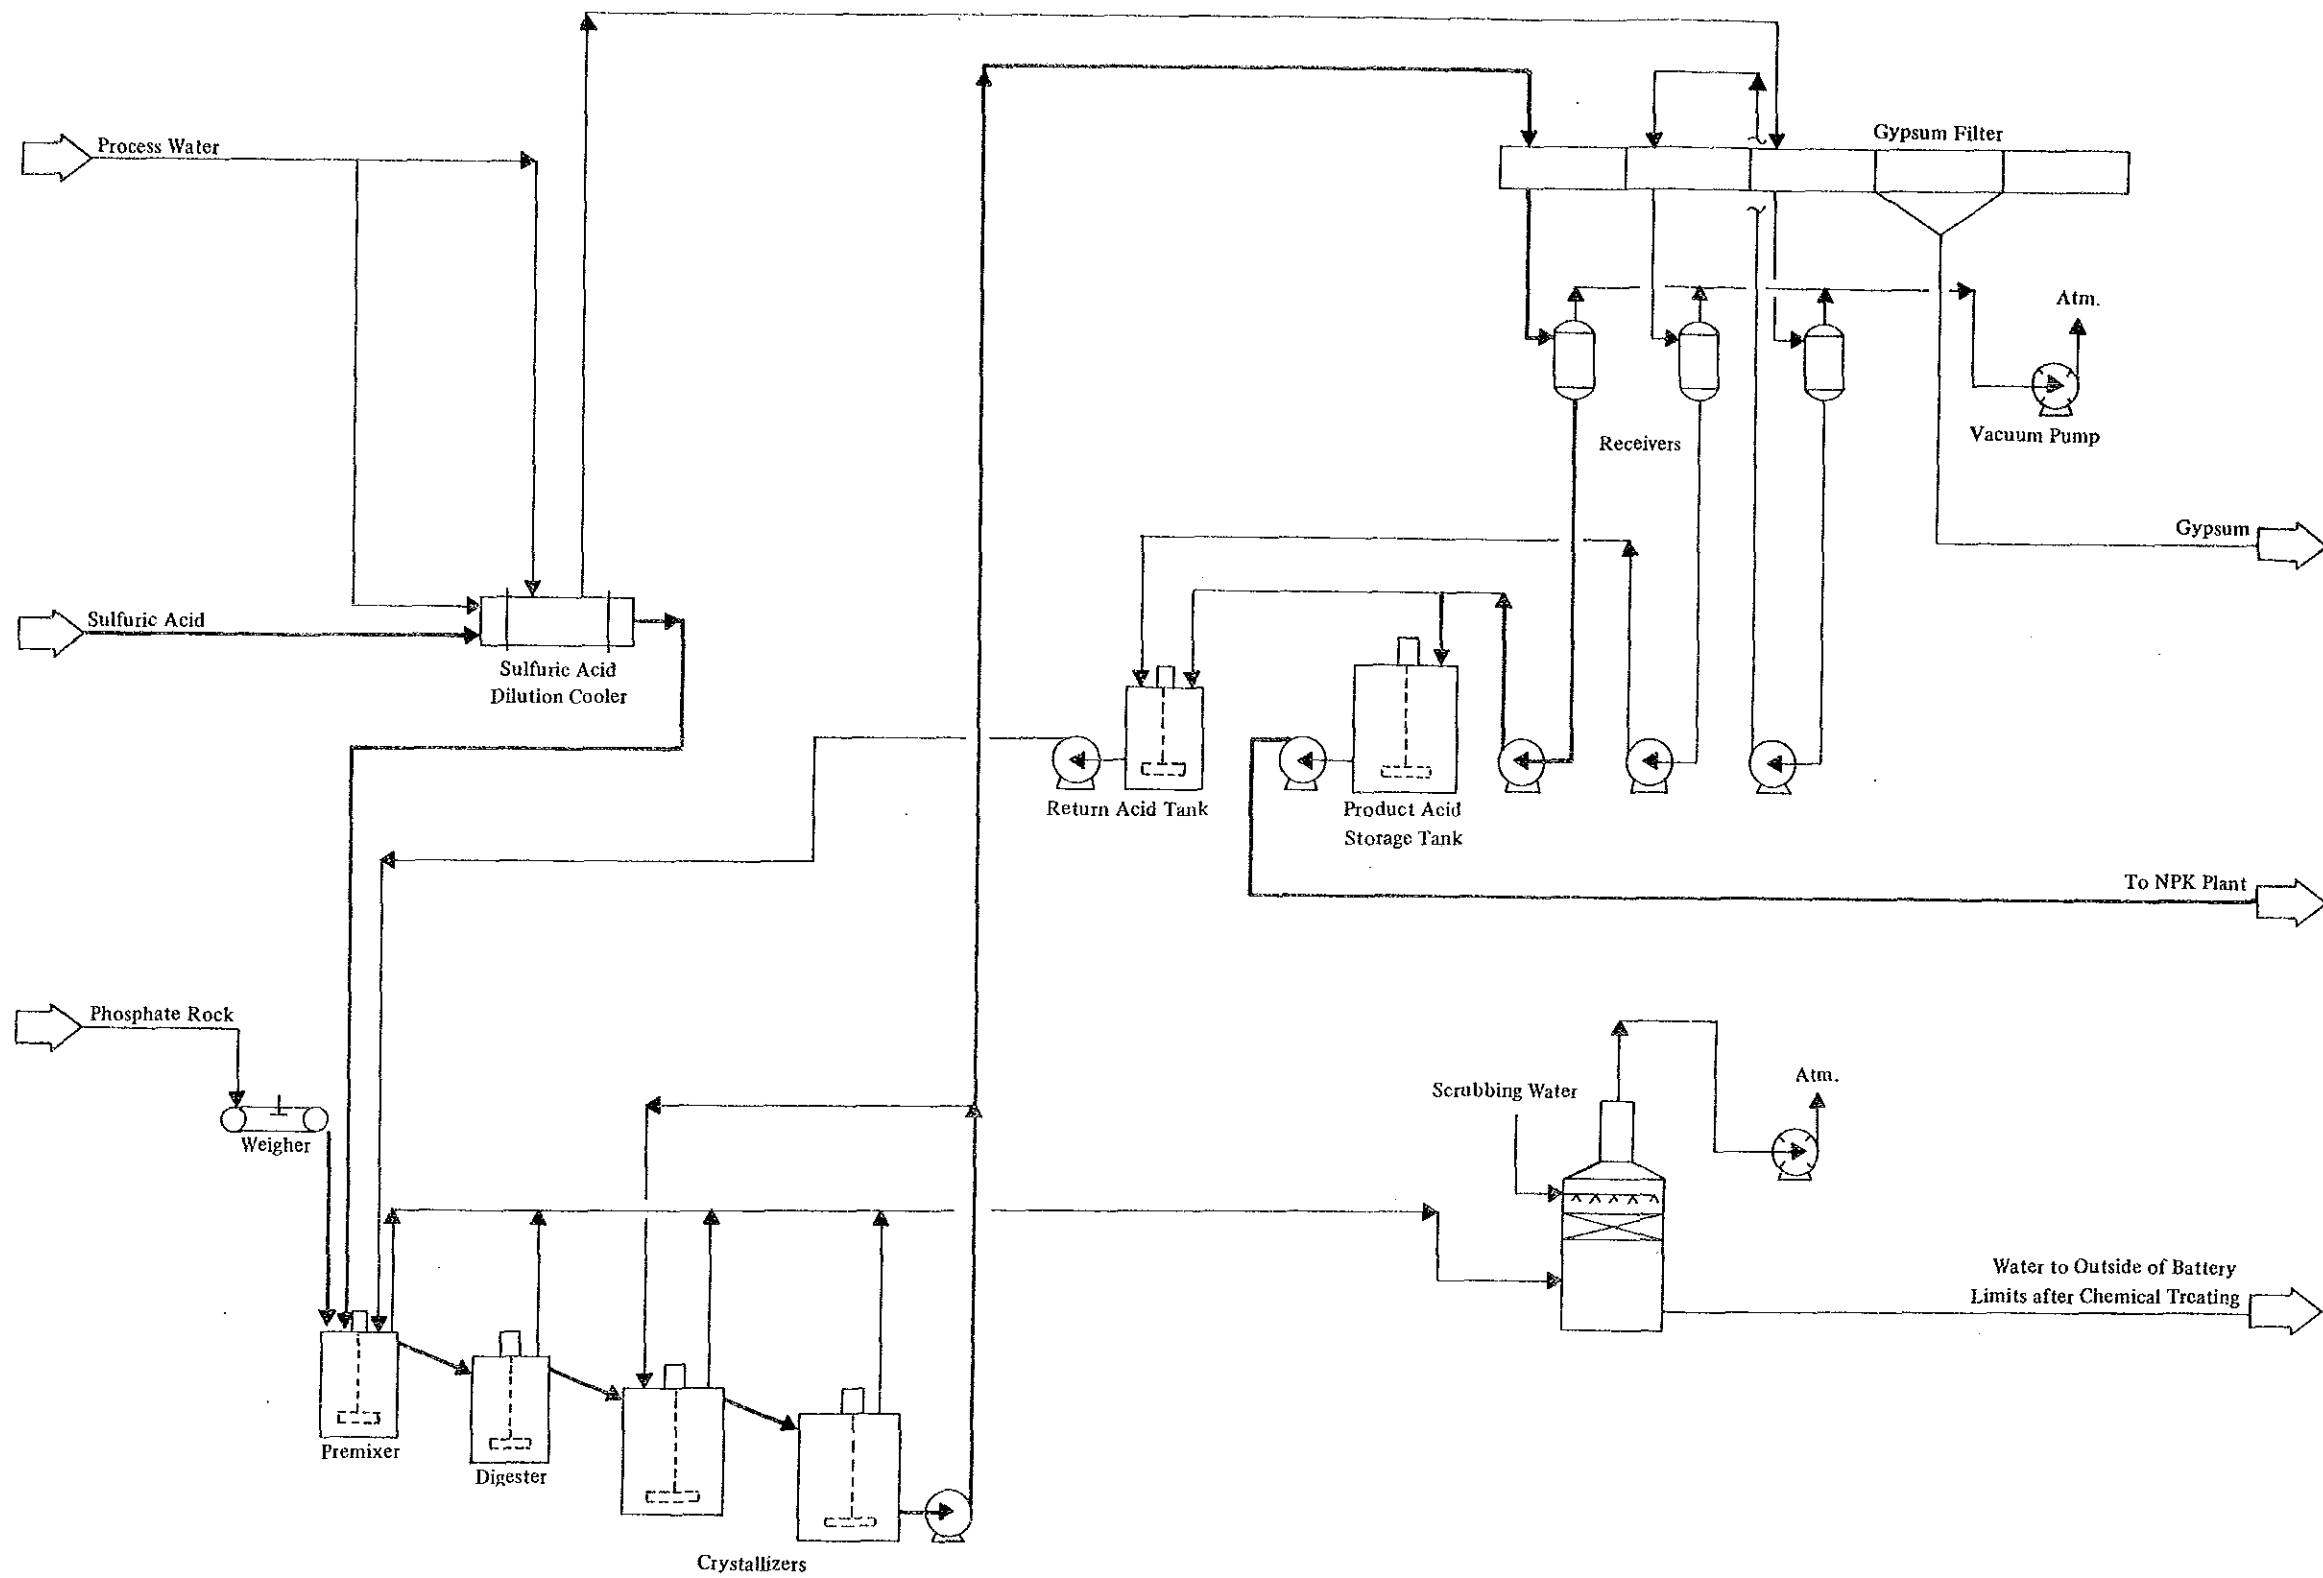 Gypsum Filter
Process Water
Atm.
Receivers
Vacuum Pump
Gypsum
Sulfuric Acid
Sulfuric Acid
Dilution Cooler
Return Acid Tank
Product Acid
Storage Tank
To NPK Plant
Phosphate Rock
Atm.
Scrubbing Water
Weigher
Water to Outside of Battery
Limits after Chemical Treating
Premixer
Digester
Crystallizers